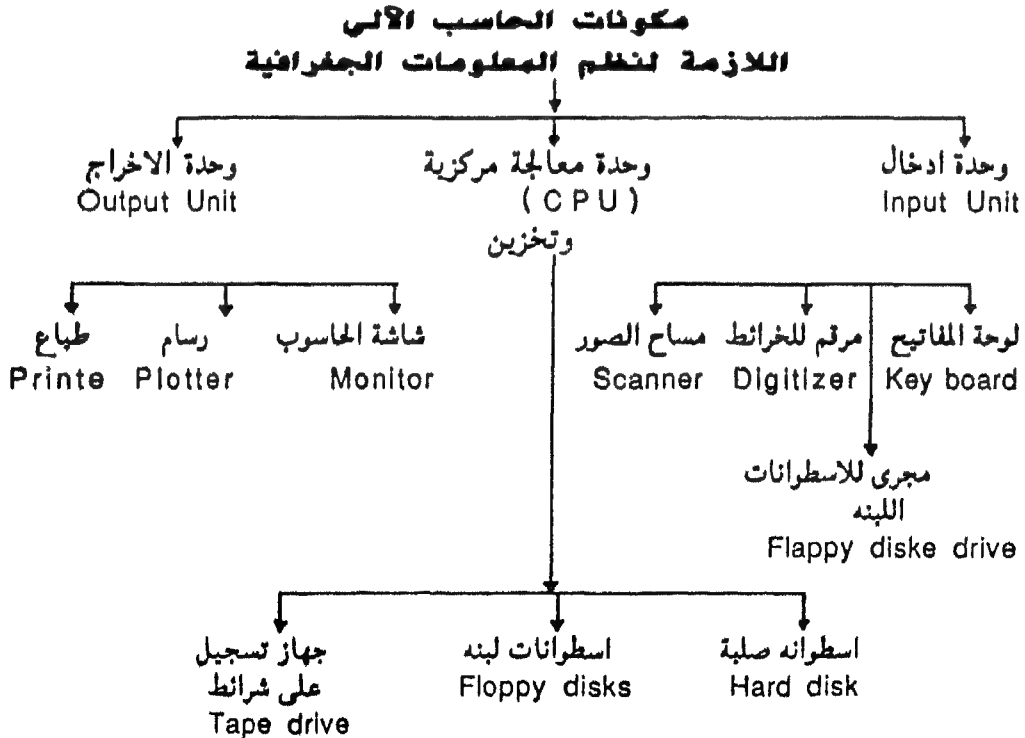 مكونات الحاسب الآلي
اللازمة لنظم المعلومات الجغرافية
وحدة ادخال
Input Unit
وحدة معالجة مركزية
( C P U )
وتخزين
وحدة الاخراج
Output Unit
لوحة المفاتيح
Key board
مرقم للخرائط
Digitizer
مساح الصور
Scanner
مجرى للاسطوانات
اللبنه
Flappy diske drive
شاشة الحاسوب
Monitor
رسام
Plotter
طباع
Printe
اسطوانه صلبة
Hard disk
اسطوانات لبنه
Floppy disks
جهاز تسجيل
على شرائط
Tape drive